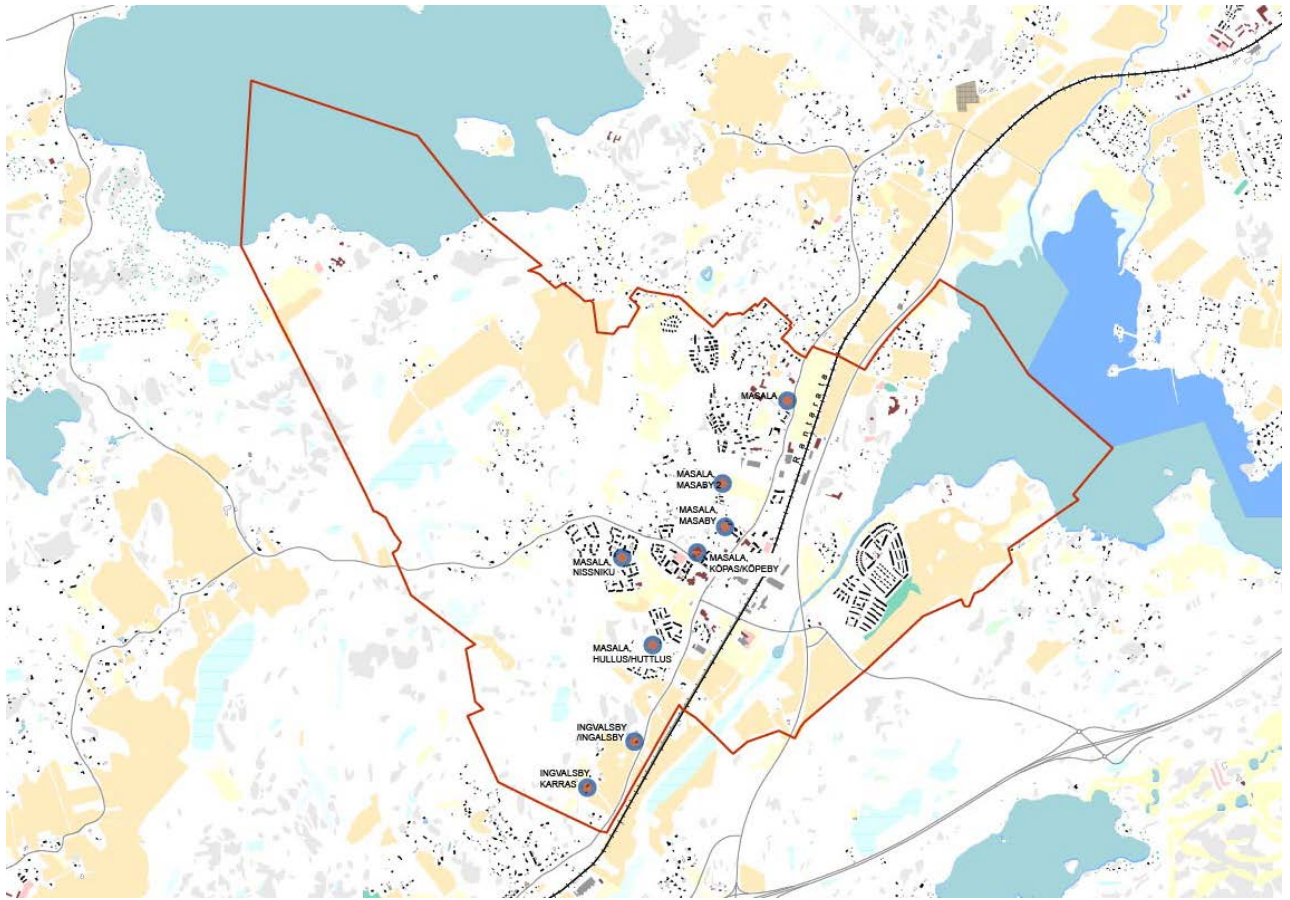 MASALA
Rantarata
MASALA,
MASABY 2
MASALA,
MASABY
MASALA,
KÖPAS/KÖPEBY
MASALA,
NISSNIKU
MASALA,
HULLUS/HUTTLUS
INGVALSBY
/INGALSBY
INGVALSBY,
KARRAS